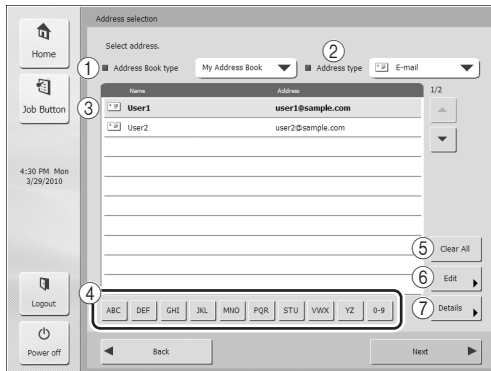 Address selection
Home
Select address.
①
Address Book type
My Address Book
②
Address type
E-mail
Job Button
Name
Address
1/2
③
User1
user1@sample.com
User2
user2@sample.com
4:30 PM Mon
3/29/2010
⑤
Clear All
⑥
Edit
④
Logout
ABC
DEF
GHI
JKL
MNO
PQR
STU
VWX
YZ
0-9
⑦
Details
Power off
Back
Next